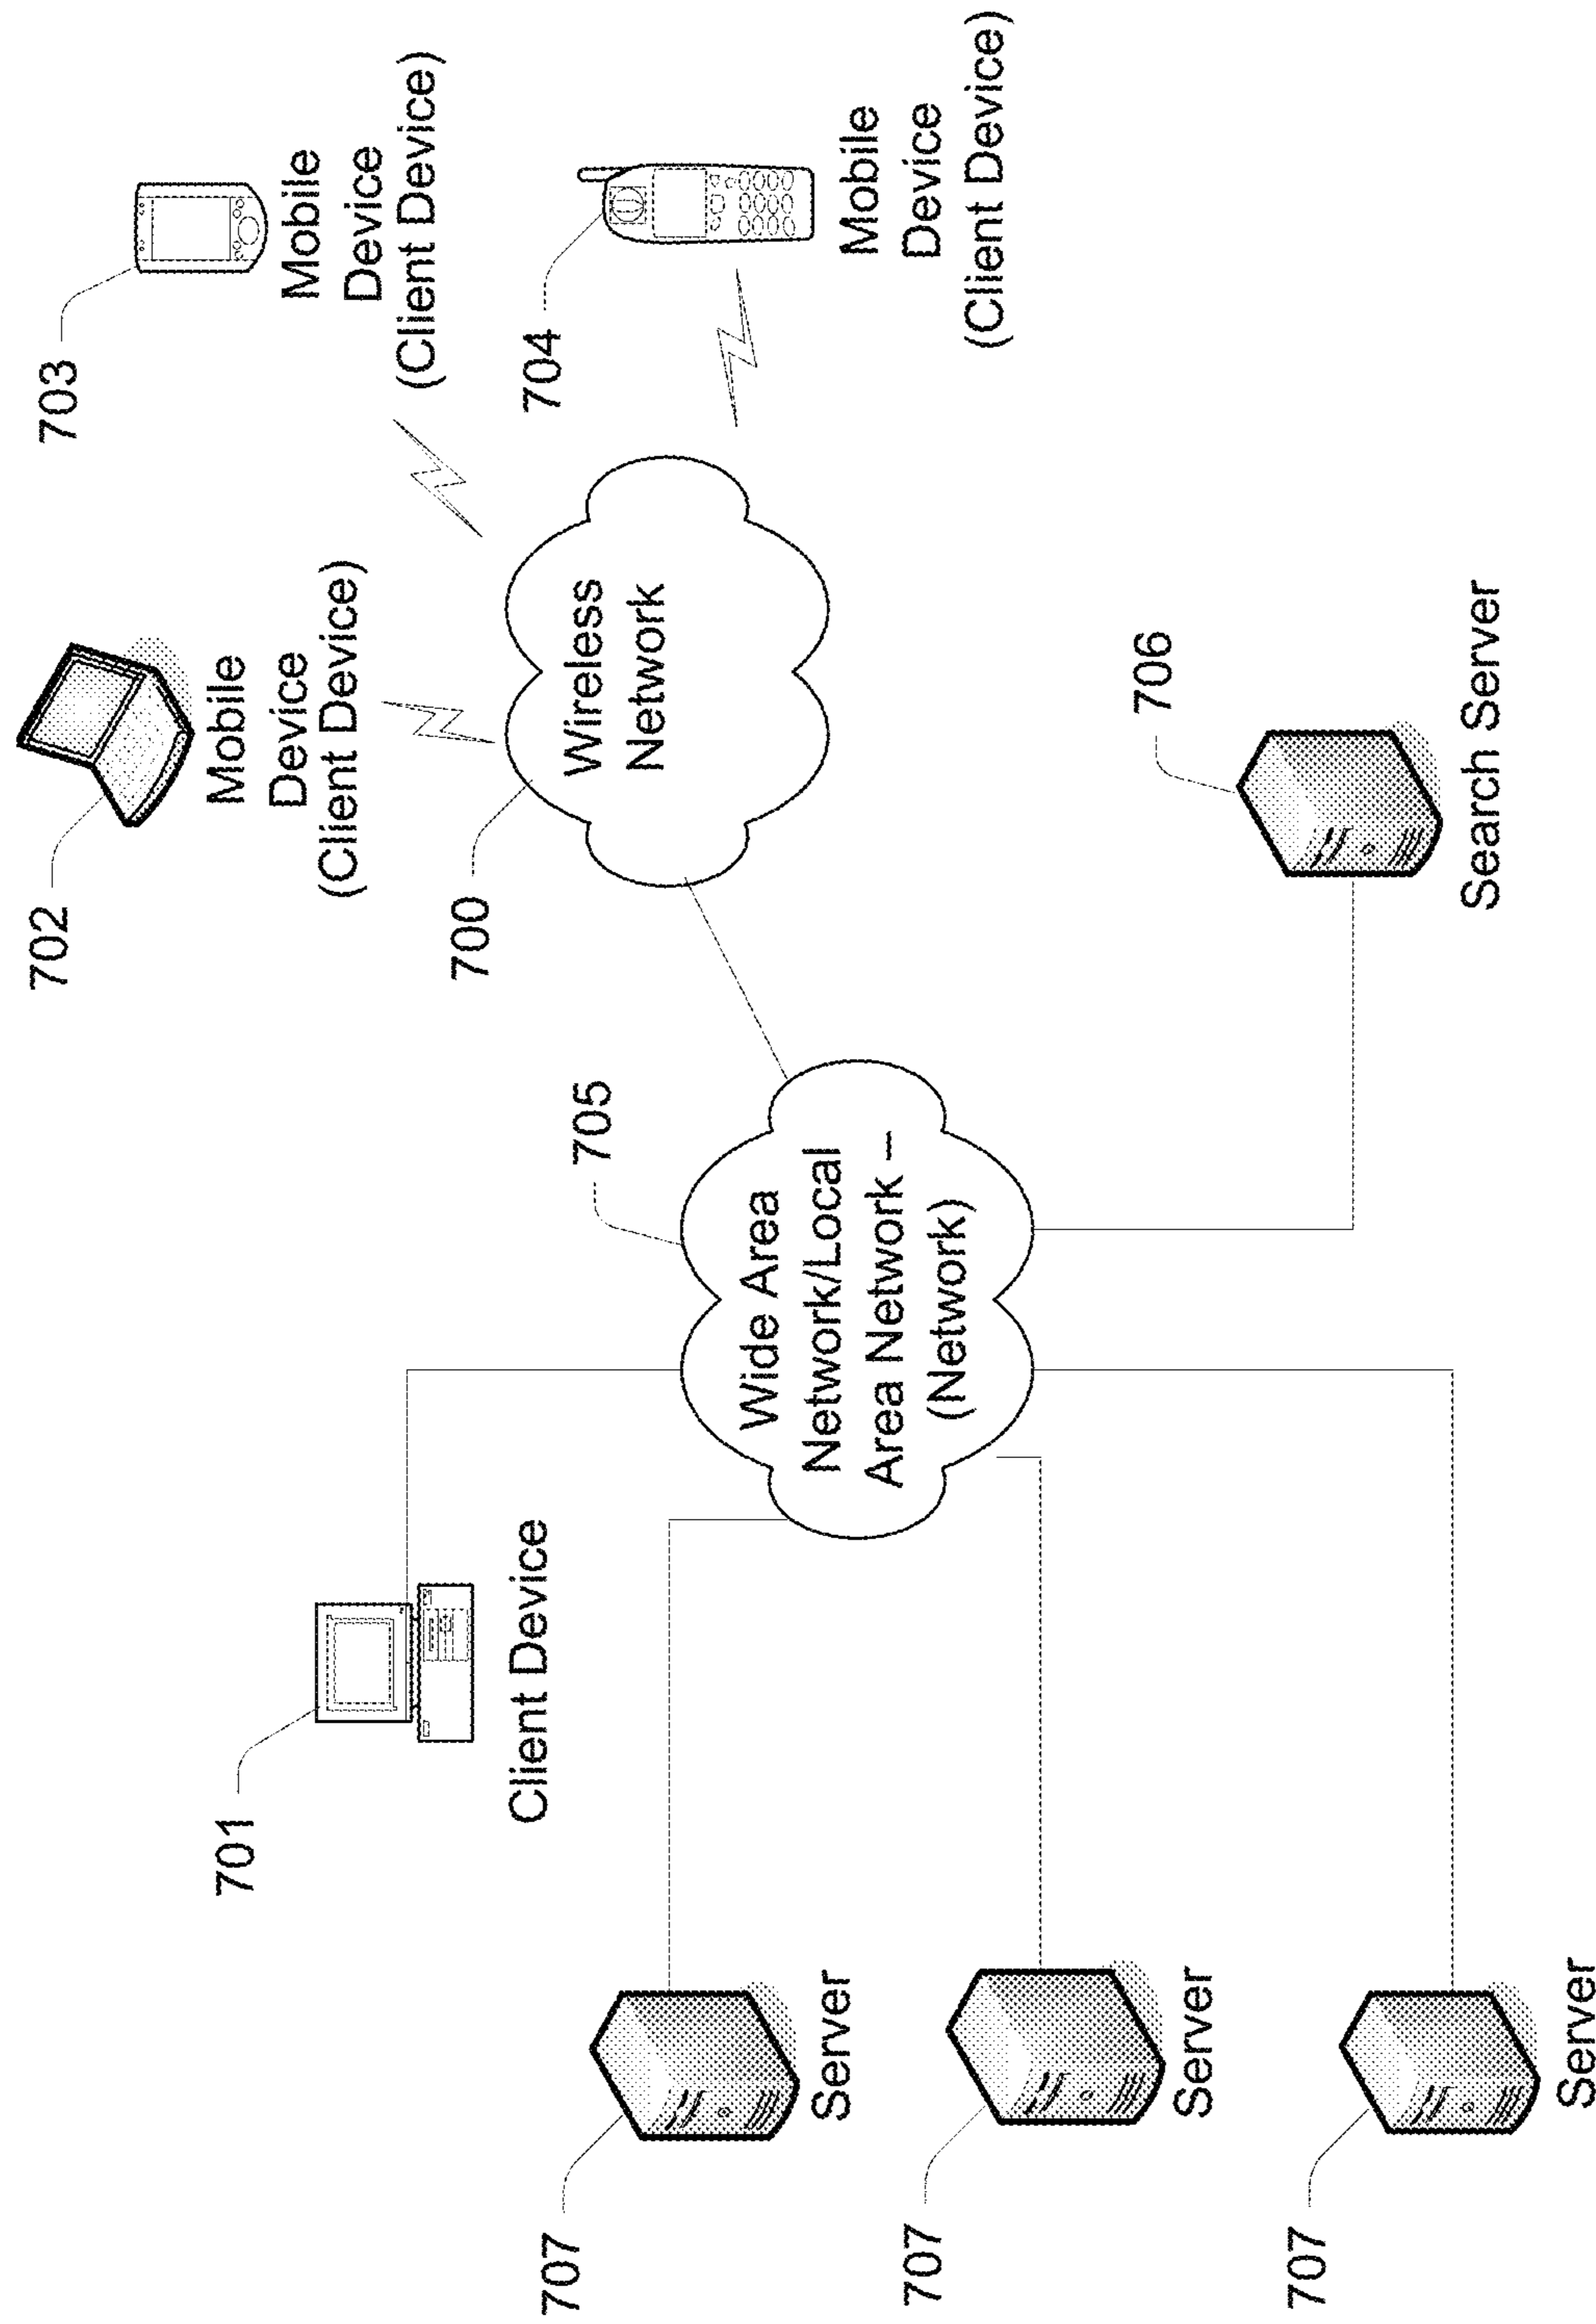 702
Mobile
Device
(Client Device)
703
Mobile
Device
(Client Device)
701
Client Device
700
Wireless
Network
704
Mobile
Device
(Client Device)
705
Wide Area
Network/Local
Area Network –
(Network)
707
Server
707
Server
706
Search Server
707
Server